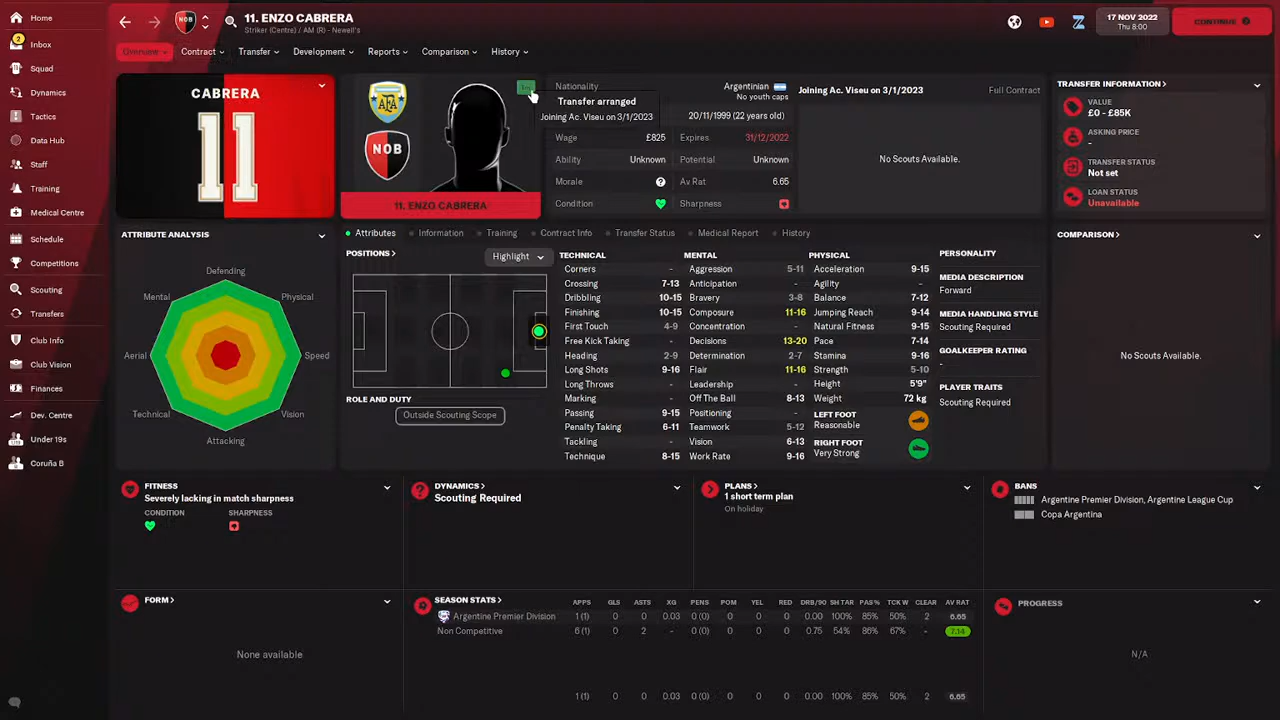 Home
2
Inbox
Squad
Dynamics
Tactics
Data Hub
Staff
Training
Medical Centre
Schedule
Competitions
Scouting
Transfers
Club Info
Club Vision
Finances
Dev. Centre
Under 19s
Coruña B
NOB
11. ENZO CABRERA
Striker (Centre) / AM (R) - Newell's
17 NOV 2022
Thu 8:00
CONTINUE
Overview
Contract
Transfer
Development
Reports
Comparison
History
CABRERA
11
AFA
NOB
11. ENZO CABRERA
Transfer arranged
Joining Ac. Viseu on 3/1/2023
Nationality
Argentinian
No youth caps
20/11/1999 (22 years old)
Wage £825
Expires 31/12/2022
Ability Unknown
Potential Unknown
Morale
Av Rat 6.65
Condition
Sharpness
Joining Ac. Viseu on 3/1/2023
Full Contract
No Scouts Available.
TRANSFER INFORMATION >
VALUE
£0 - £85K
ASKING PRICE
-
TRANSFER STATUS
Not set
LOAN STATUS
Unavailable
ATTRIBUTE ANALYSIS
Defending
Mental
Physical
Aerial
Speed
Technical
Vision
Attacking
Attributes
Information
Training
Contract Info
Transfer Status
Medical Report
History
POSITIONS >
Highlight
ROLE AND DUTY
Outside Scouting Scope
TECHNICAL
Corners -
Crossing 7-13
Dribbling 10-15
Finishing 10-15
First Touch 4-9
Free Kick Taking -
Heading 2-9
Long Shots 9-16
Long Throws -
Marking -
Passing 9-15
Penalty Taking 6-11
Tackling -
Technique 8-15
MENTAL
Aggression 5-11
Anticipation -
Bravery 3-8
Composure 11-16
Concentration -
Decisions 13-20
Determination 2-7
Flair 11-16
Leadership -
Off The Ball 8-13
Positioning -
Teamwork 5-12
Vision 6-13
Work Rate 9-16
PHYSICAL
Acceleration 9-15
Agility -
Balance 7-12
Jumping Reach 9-14
Natural Fitness 9-15
Pace 7-14
Stamina 9-16
Strength 5-10
Height 5'9"
Weight 72 kg
LEFT FOOT
Reasonable
RIGHT FOOT
Very Strong
PERSONALITY
MEDIA DESCRIPTION
Forward
MEDIA HANDLING STYLE
Scouting Required
GOALKEEPER RATING
-
PLAYER TRAITS
Scouting Required
COMPARISON >
No Scouts Available.
FITNESS
Severely lacking in match sharpness
CONDITION
SHARPNESS
DYNAMICS >
Scouting Required
PLANS >
1 short term plan
On holiday
BANS
Argentine Premier Division, Argentine League Cup
Copa Argentina
FORM >
None available
SEASON STATS > APPS GLS ASTS XG PENS POM YEL RED DRB/90 SH TAR PAS% TCK W CLEAR AV RAT
Argentine Premier Division 1 (1) 0 0 0.03 0 (0) 0 0 0 0.00 100% 85% 50% 2 6.65
Non Competitive 6 (1) 0 2 - 0 (0) 0 0 0 0.75 54% 86% 67% - 7.14
1 (1) 0 0 0.03 0 (0) 0 0 0 0.00 100% 85% 50% 2 6.65
PROGRESS
N/A